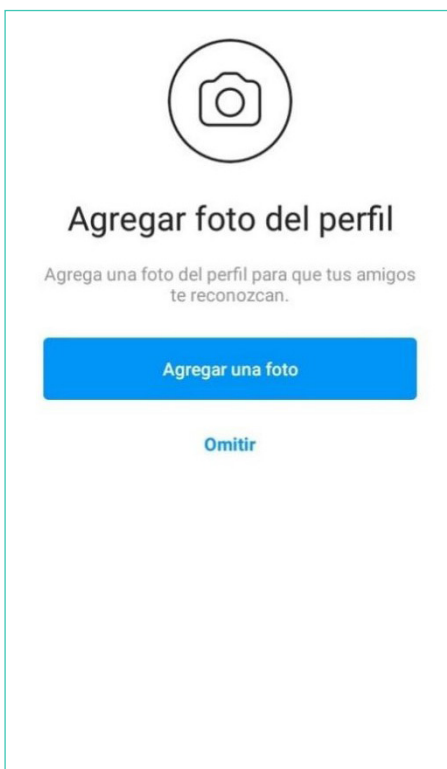 Agregar foto del perfil
Agrega una foto del perfil para que tus amigos
te reconozcan.
Agregar una foto
Omitir